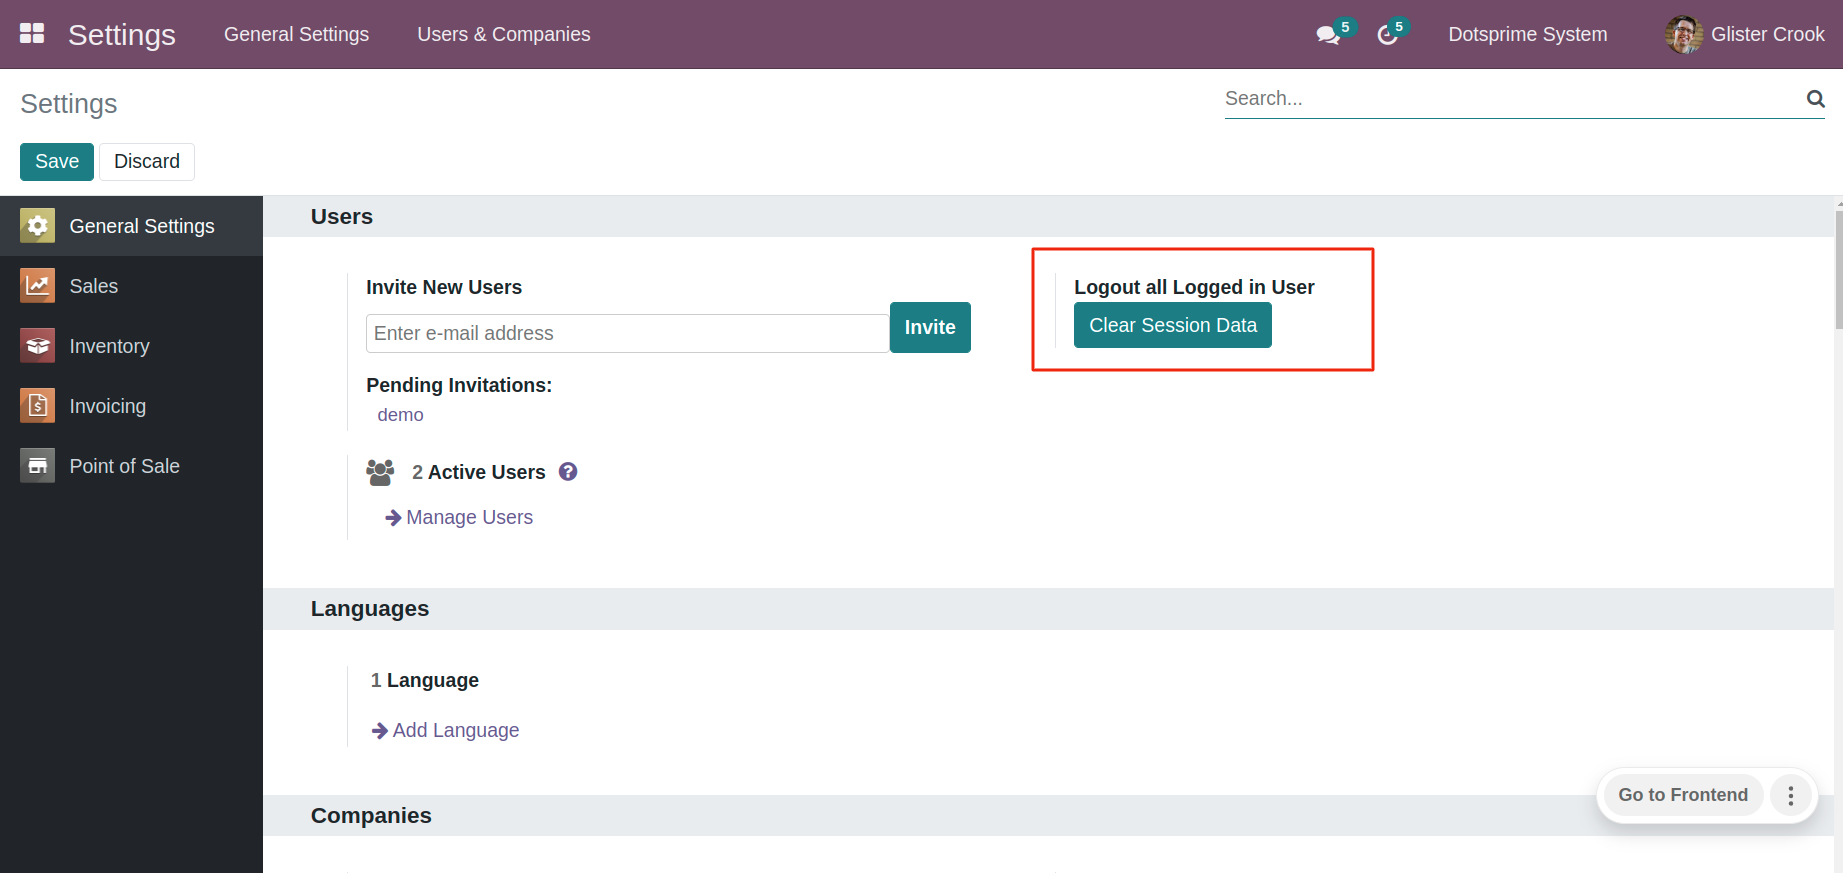 Settings
General Settings
Users & Companies
5
5
Dotsprime System
Glister Crook
Settings
Search...
Save
Discard
General Settings
Sales
Inventory
Invoicing
Point of Sale
Users
Invite New Users
Enter e-mail address
Invite
Pending Invitations:
demo
2 Active Users
Manage Users
Logout all Logged in User
Clear Session Data
Languages
1 Language
Add Language
Companies
Go to Frontend